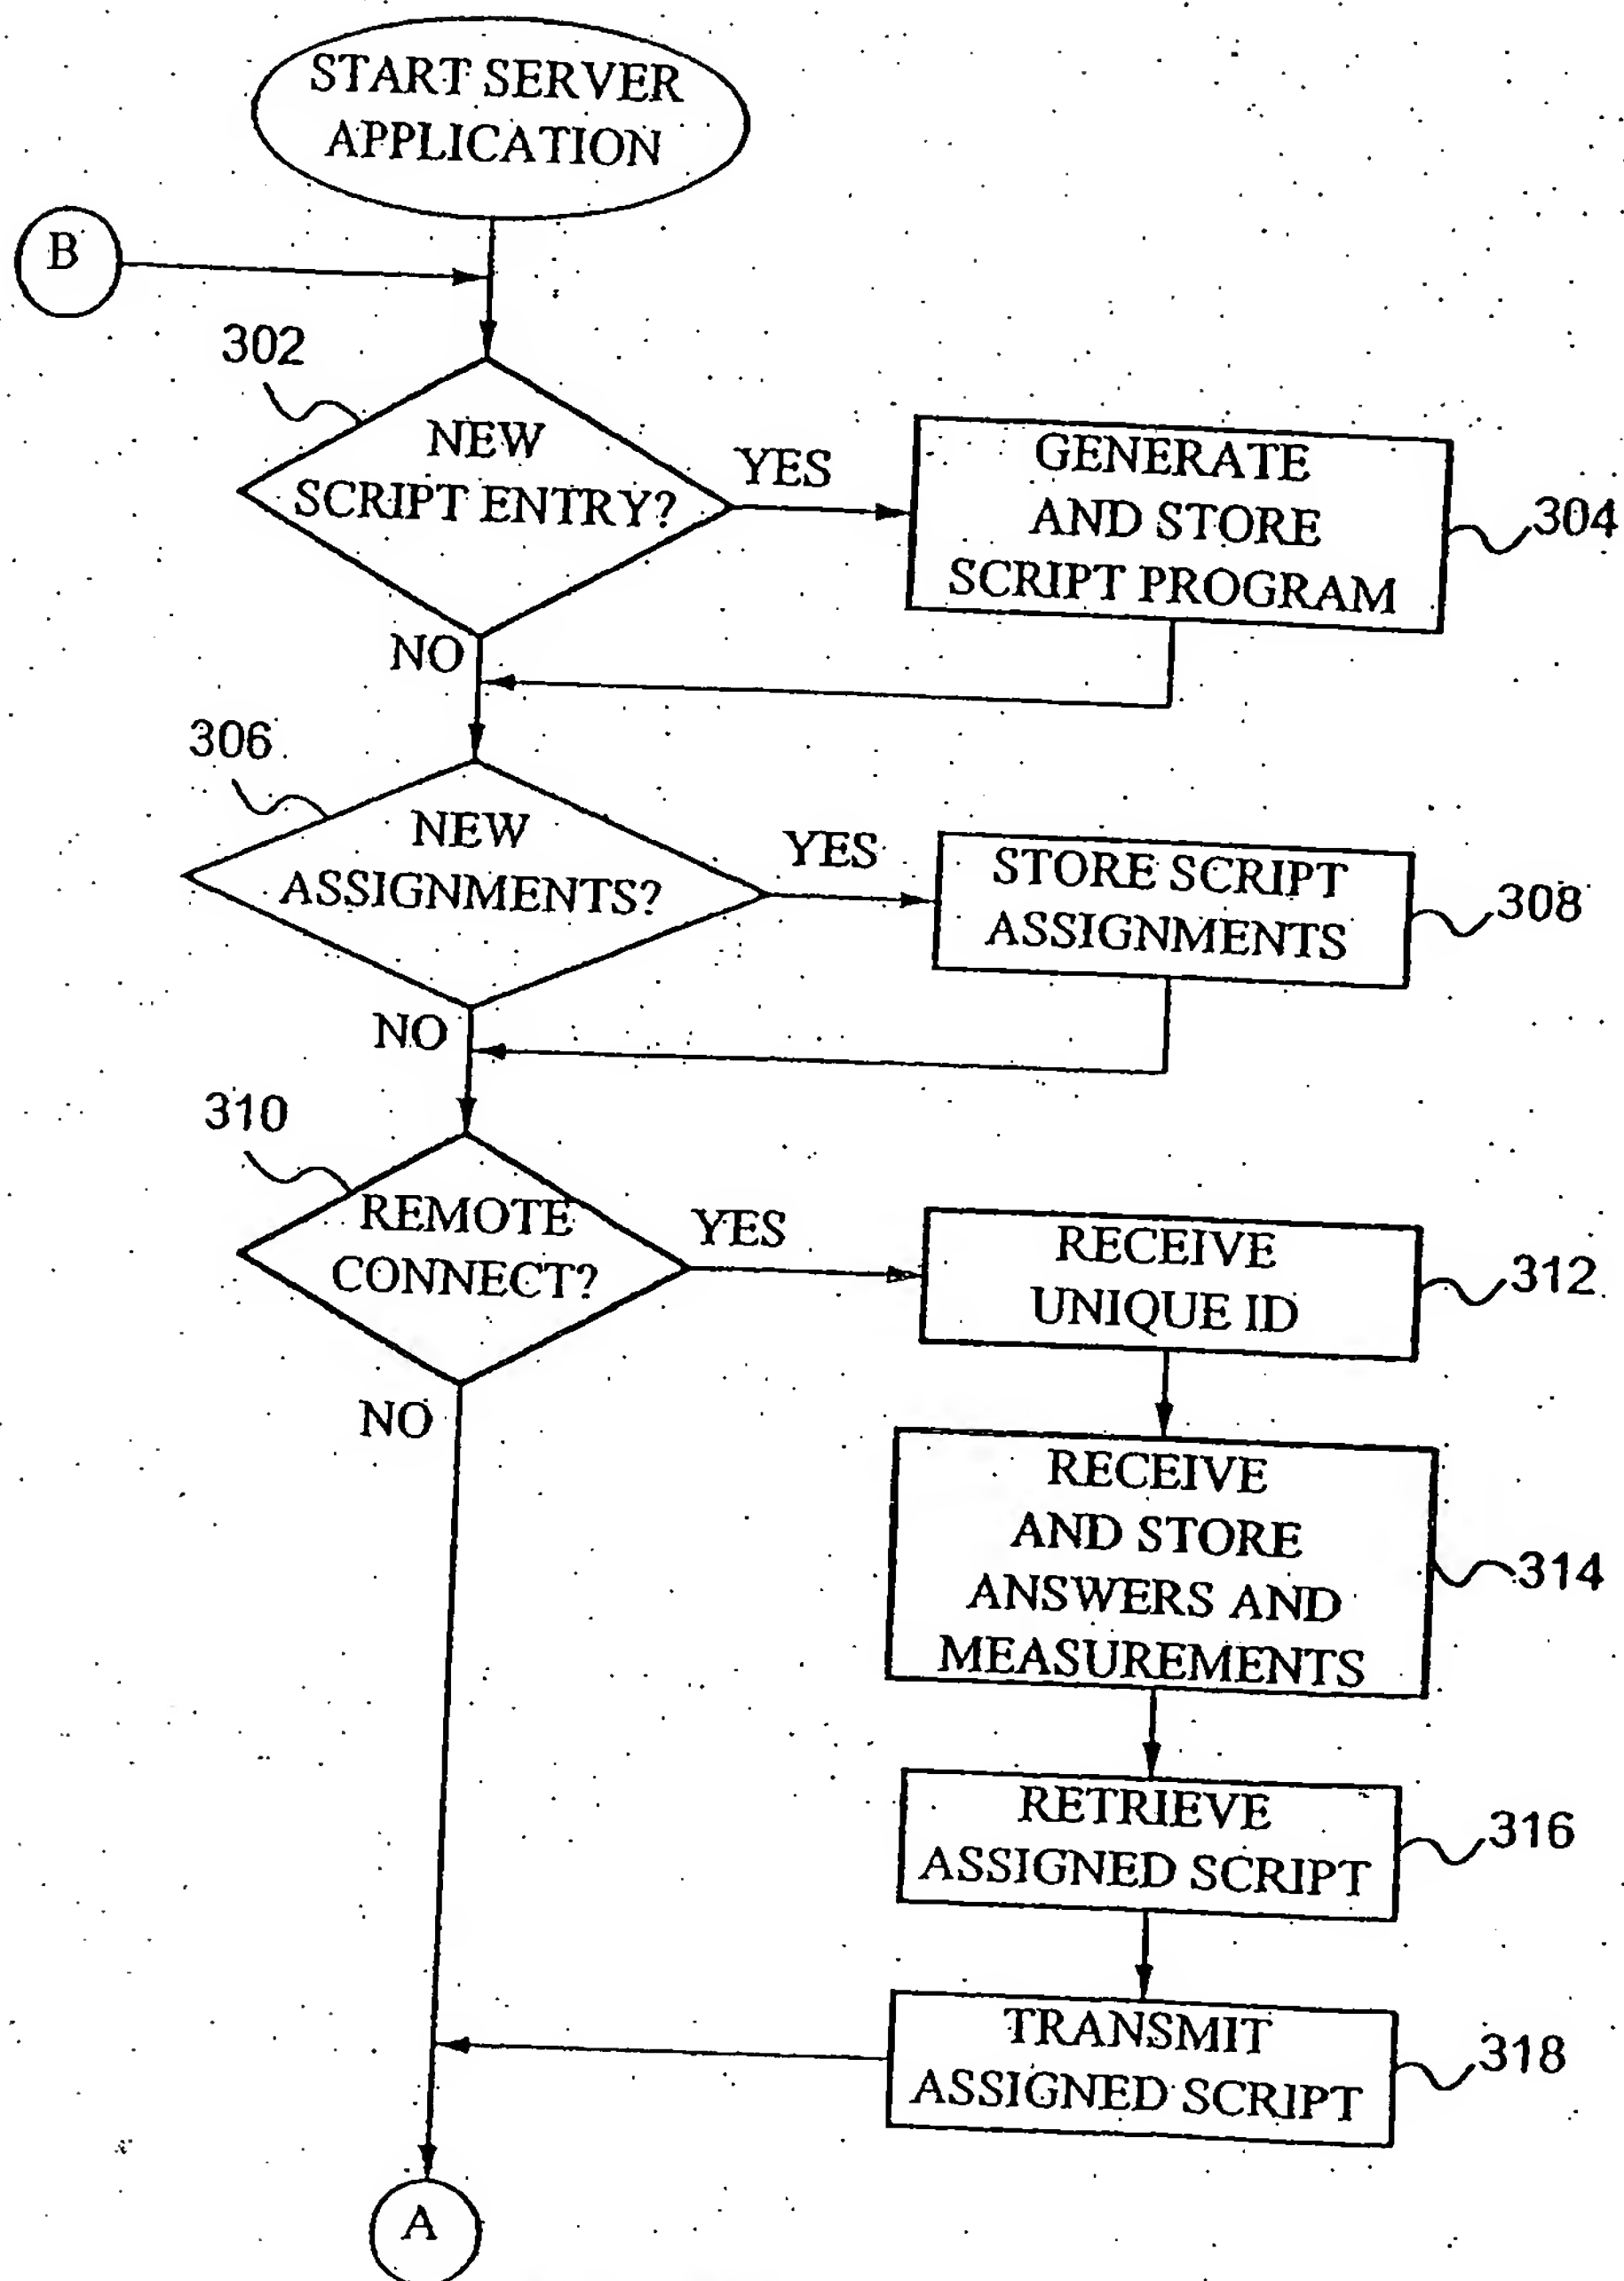 START SERVER
APPLICATION
B
302
NEW
SCRIPT ENTRY?
YES
GENERATE
AND STORE
SCRIPT PROGRAM
304
NO
306
NEW
ASSIGNMENTS?
YES
STORE SCRIPT
ASSIGNMENTS
308
NO
310
REMOTE
CONNECT?
YES
RECEIVE
UNIQUE ID
312
NO
RECEIVE
AND STORE
ANSWERS AND
MEASUREMENTS
314
RETRIEVE
ASSIGNED SCRIPT
316
TRANSMIT
ASSIGNED SCRIPT
318
A